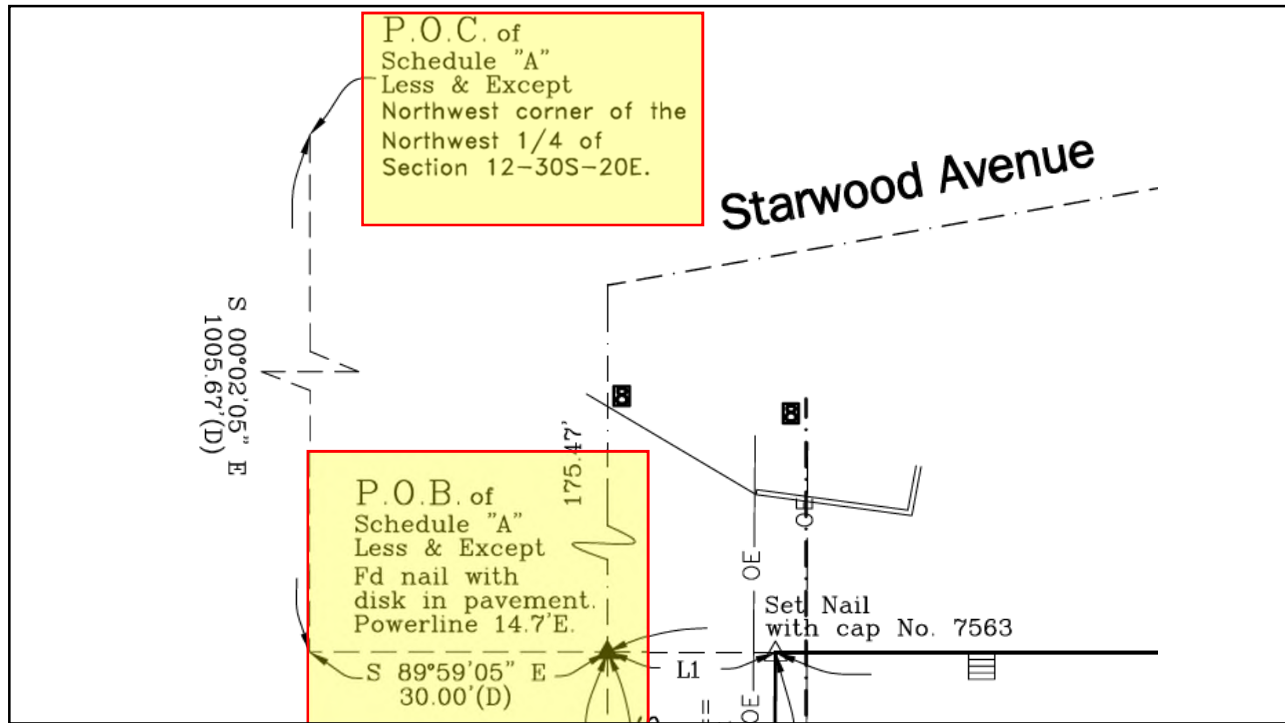 P.O.C. of
Schedule "A"
Less & Except
Northwest corner of the
Northwest 1/4 of
Section 12-30S-20E.
Starwood Avenue
S 00°02'05" E
1005.67'(D)
175.47'
P.O.B. of
Schedule "A"
Less & Except
Fd nail with
disk in pavement.
Powerline 14.7'E.
OE
Set Nail
with cap No. 7563
S 89°59'05" E
30.00'(D)
L1
OE